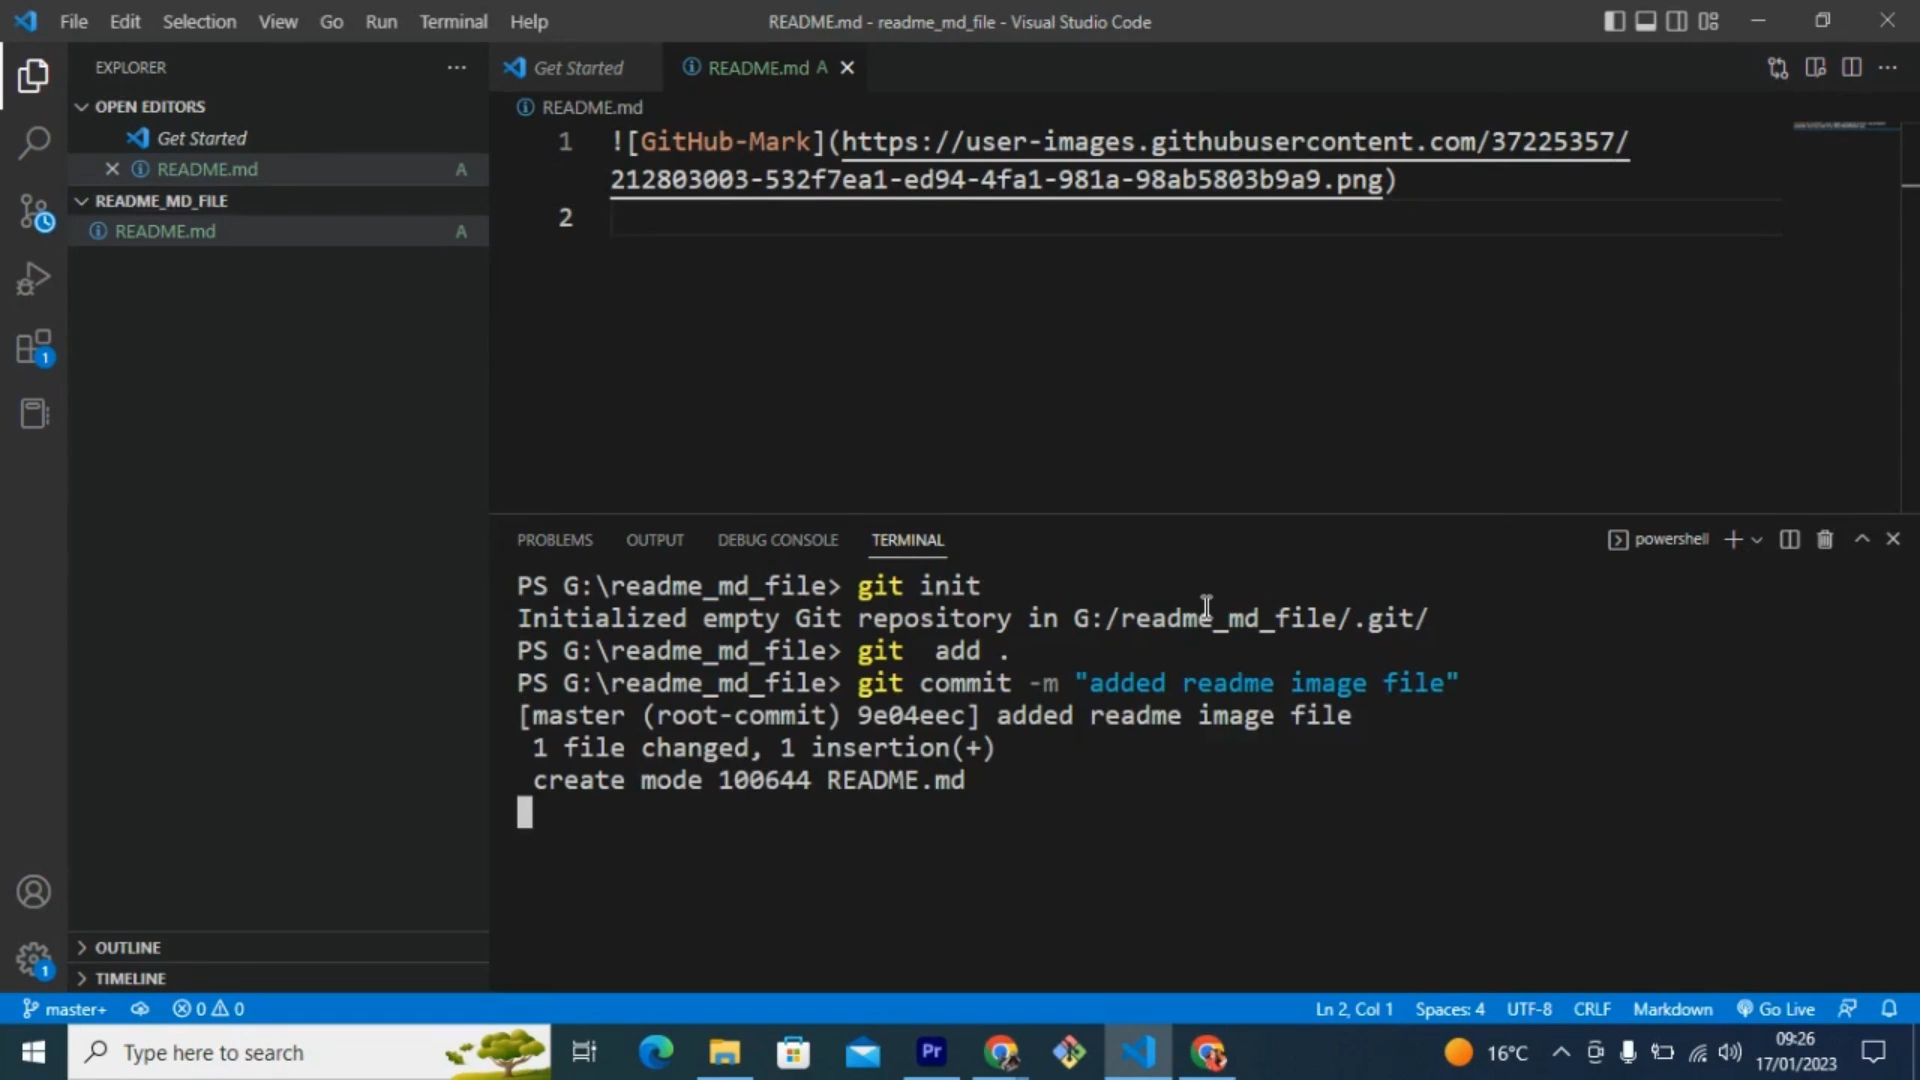 File Edit Selection View Go Run Terminal Help
README.md - readme_md_file - Visual Studio Code
EXPLORER
OPEN EDITORS
Get Started
README.md A
README_MD_FILE
README.md A
OUTLINE
TIMELINE
Get Started
README.md A
README.md
1 ![GitHub-Mark](https://user-images.githubusercontent.com/37225357/
212803003-532f7ea1-ed94-4fa1-981a-98ab5803b9a9.png)
2
PROBLEMS OUTPUT DEBUG CONSOLE TERMINAL
powershell
PS G:\readme_md_file> git init
Initialized empty Git repository in G:/readme_md_file/.git/
PS G:\readme_md_file> git  add .
PS G:\readme_md_file> git commit -m "added readme image file"
[master (root-commit) 9e04eec] added readme image file
1 file changed, 1 insertion(+)
create mode 100644 README.md
1
1
master+ 0 0
Ln 2, Col 1 Spaces: 4 UTF-8 CRLF Markdown Go Live
Type here to search
Pr
16°C
09:26
17/01/2023